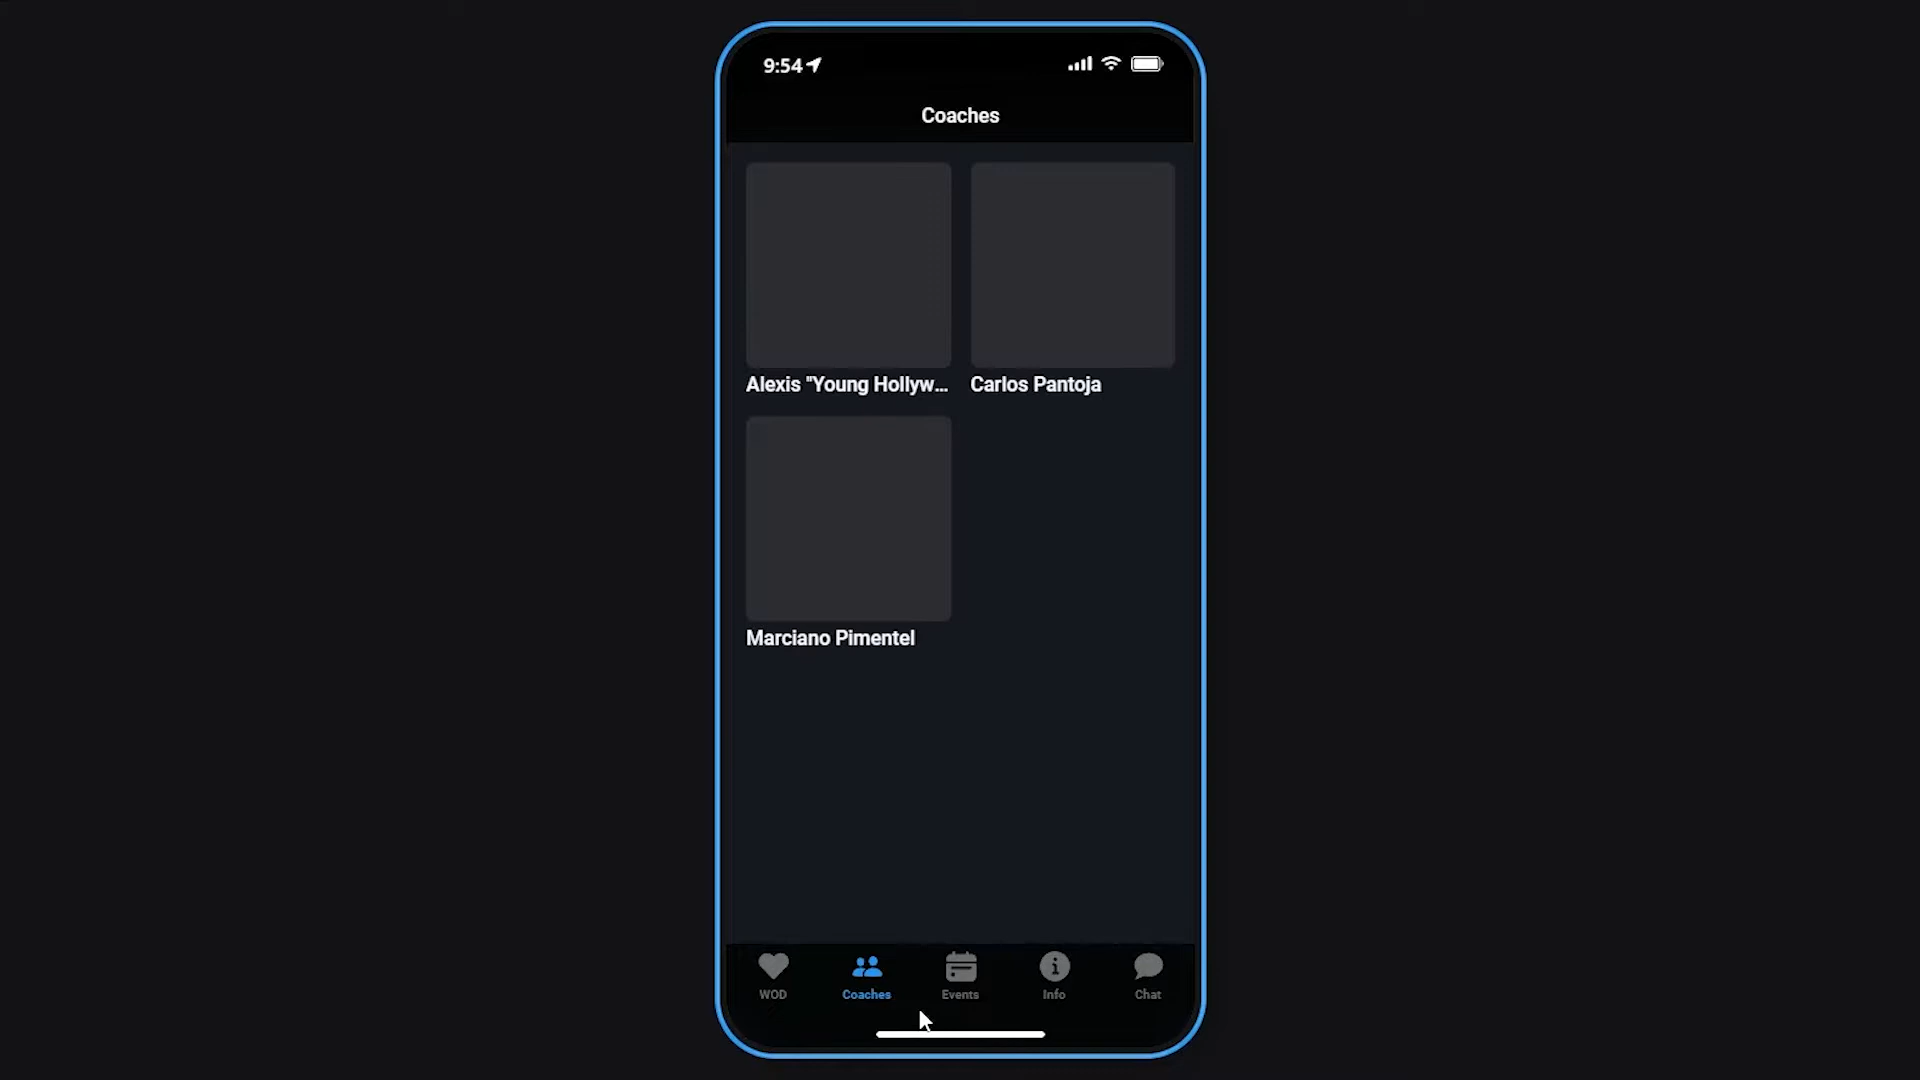 9:54
Coaches
Alexis "Young Hollyw...
Carlos Pantoja
Marciano Pimentel
WOD
Coaches
Events
Info
Chat